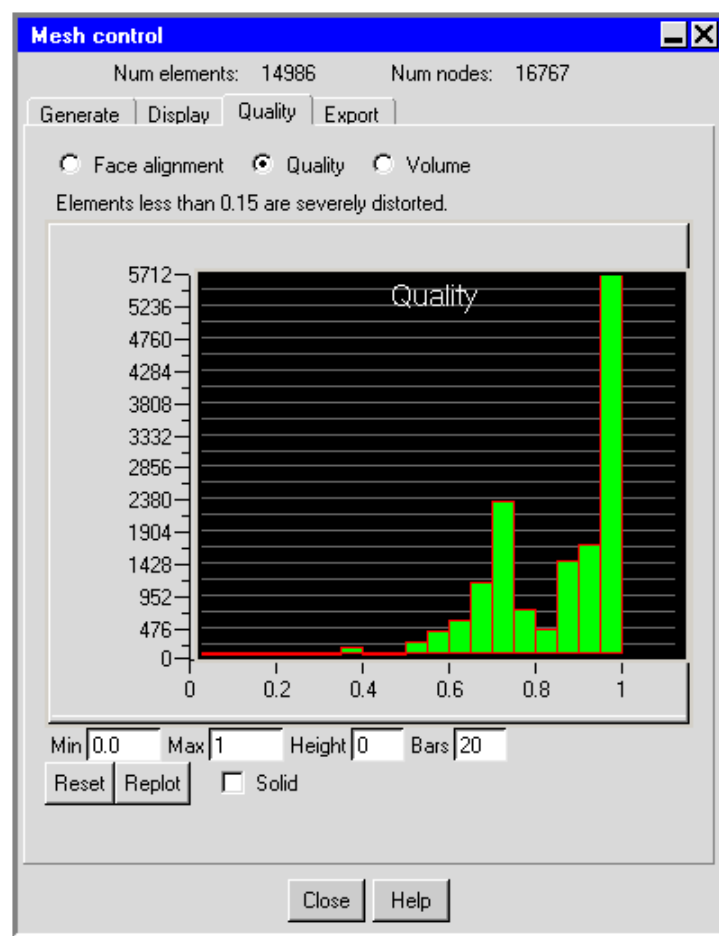 Mesh control
Num elements: 14986 Num nodes: 16767
Generate Display Quality Export
Face alignment Quality Volume
Elements less than 0.15 are severely distorted.
Quality
5712
5236
4760
4284
3808
3332
2856
2380
1904
1428
952
476
0
0 0.2 0.4 0.6 0.8 1
Min 0.0 Max 1 Height 0 Bars 20
Reset Replot Solid
Close Help